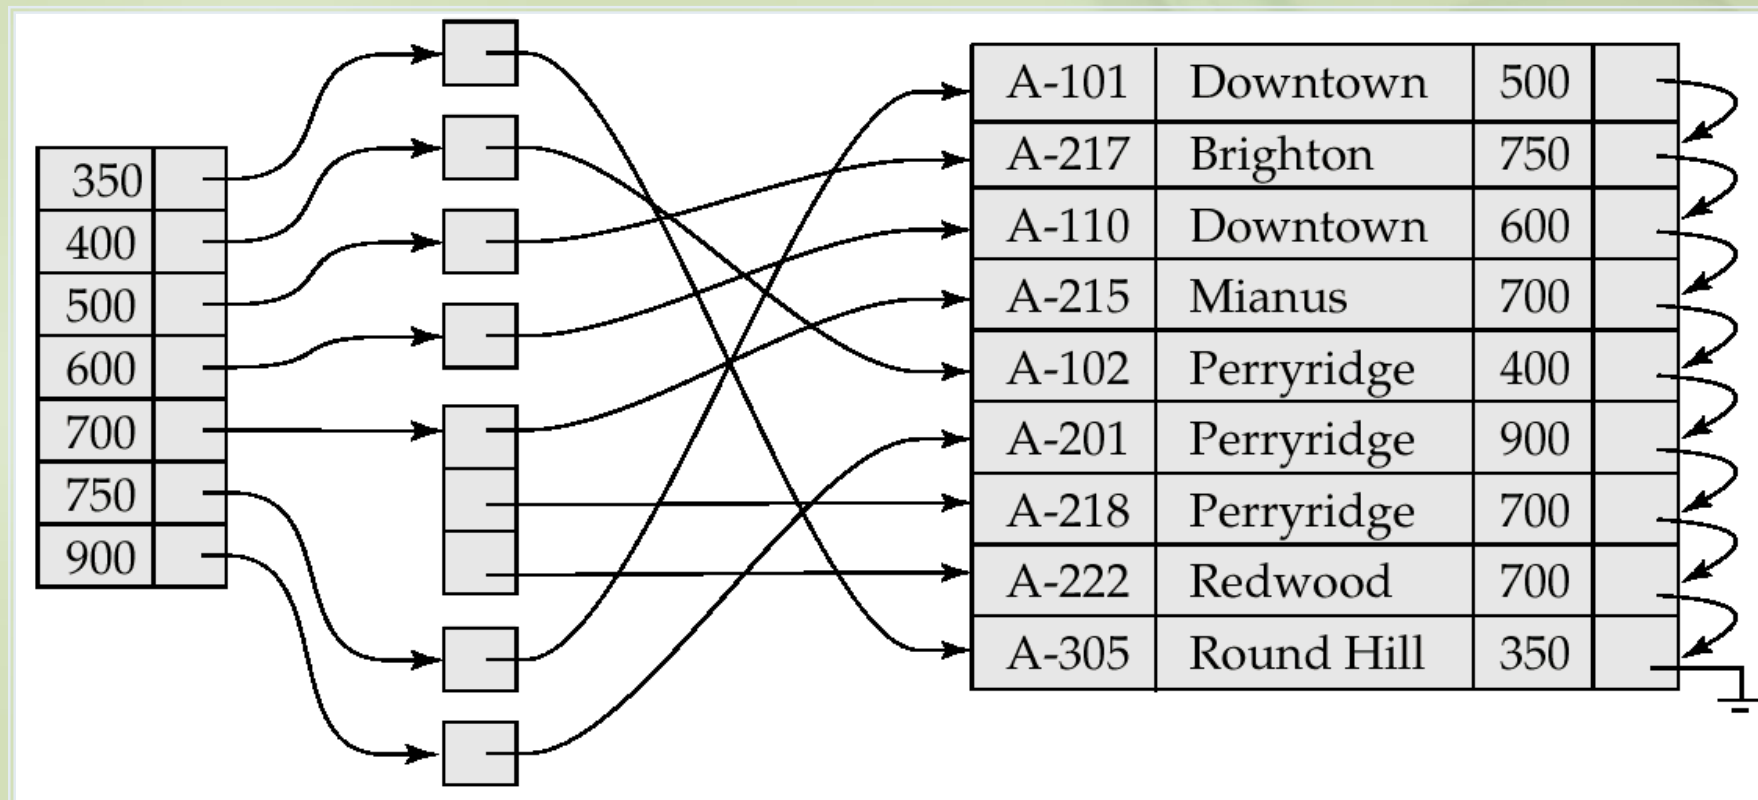 350
400
500
600
700
750
900
A-101 Downtown 500
A-217 Brighton 750
A-110 Downtown 600
A-215 Mianus 700
A-102 Perryridge 400
A-201 Perryridge 900
A-218 Perryridge 700
A-222 Redwood 700
A-305 Round Hill 350